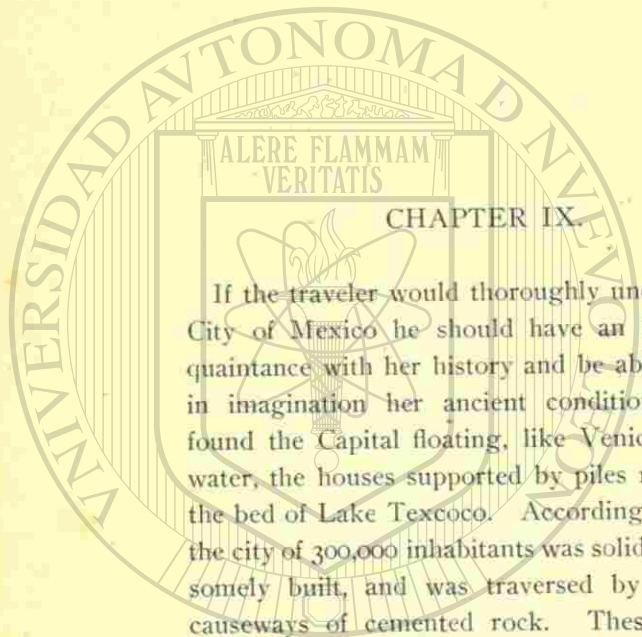 UNIVERSIDAD AVTONOMA D NVEVO L
ALERE FLAMMAM
VERITATIS
CHAPTER IX.
If the traveler would thoroughly un
City of Mexico he should have an
quaintance with her history and be ab
in imagination her ancient conditio
found the Capital floating, like Venic
water, the houses supported by piles
the bed of Lake Texcoco. According
the city of 300,000 inhabitants was solid
somely built, and was traversed by
causeways of cemented rock. Thes